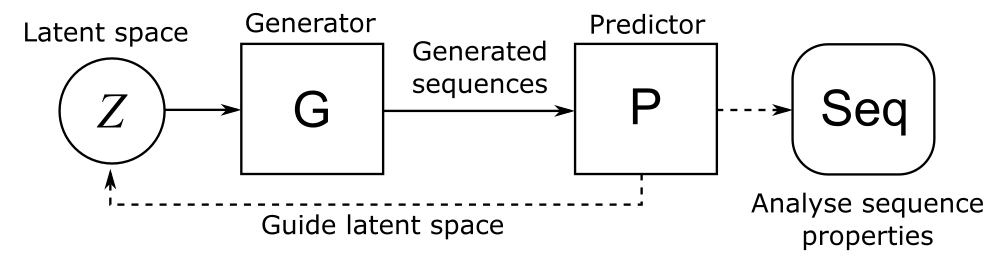 Latent space
Generator
Predictor
Generated
sequences
Z
G
P
Seq
Guide latent space
Analyse sequence
properties